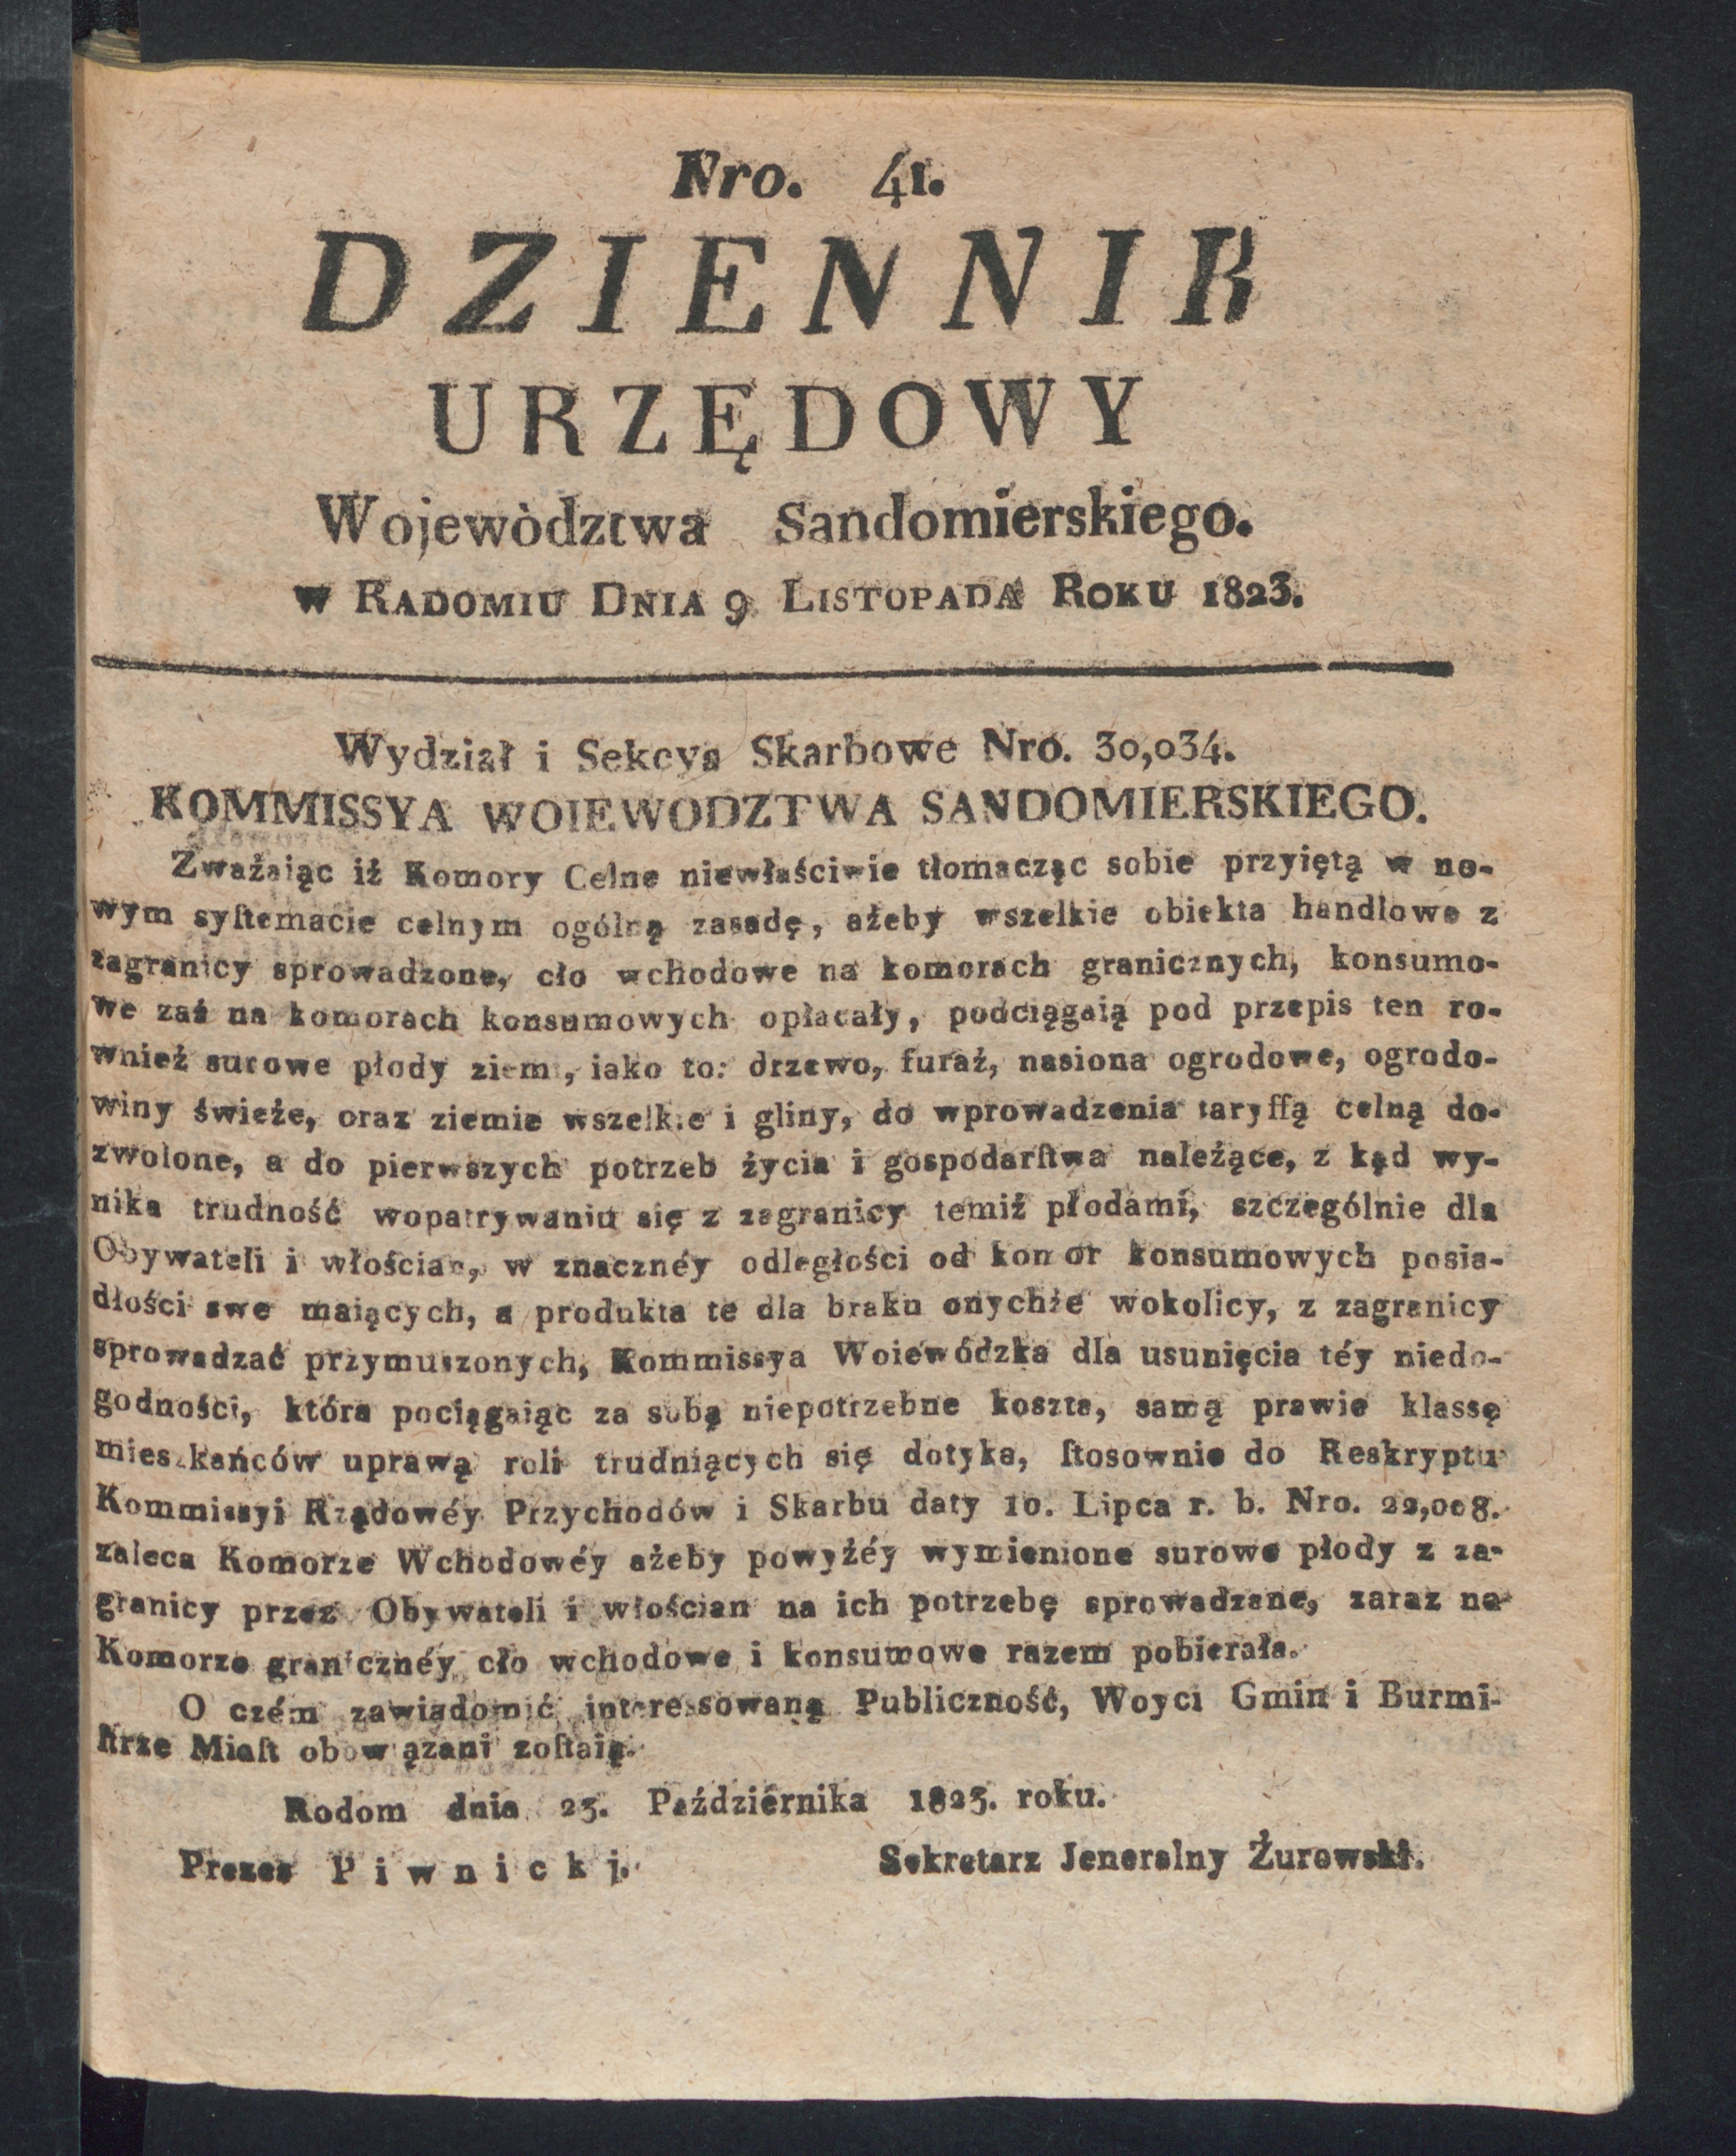 Nro. 41.
DZIENNIK
URZĘDOWY
Wojewòdztwa Sandomierskiego.
w Radomiu Dnia 9 Listopada Roku 1823.
Wydział i Sekcya Skarbowe Nro. 30,034.
KOMMISSYA WOIEWODZTWA SANDOMIERSKIEGO.
Zważaiąc iż Komory Celne niewłaściwie tłomacząc sobie przyiętą w no-
wym syſtemacie celnym ogólną zasadę, ażeby wszelkie obiekta handlowe z
zagranicy sprowadzone, cło wchodowe na komorach granicznych, konsumo-
we zaś na komorach konsumowych opłacały, podciągaią pod przepis ten ro-
wnież surowe płody ziemi, iako to: drzewo, furaż, nasiona ogrodowe, ogrodo-
winy świeże, oraz ziemie wszelkie i gliny, do wprowadzenia taryffą celną do-
zwolone, a do pierwszych potrzeb życia i gospodarſtwa należące, z kąd wy-
nika trudność wopatrywaniu się z zagranicy temiż płodami, szczególnie dla
Obywateli i włościan, w znacznéy odległości od komor konsumowych posia-
dłości swe maiących, a produkta te dla braku onychże wokolicy, z zagranicy
sprowadzać przymuszonych, Kommissya Woiewódzka dla usunięcia téy niedo-
godności, która pociągaiąc za sobą niepotrzebne koszta, samą prawie klassę
mieszkańców uprawą roli trudniących się dotyka, ſtosownie do Reskryptu
Kommissyi Rządowéy Przychodów i Skarbu daty 10. Lipca r. b. Nro. 22,008.
zaleca Komorze Wchodowéy ażeby powyżéy wymienione surowe płody z za-
granicy przez Obywateli i włościan na ich potrzebę sprowadzane, zaraz na
Komorze granicznéy cło wchodowe i konsumowe razem pobierała.
O czém zawiadomić interessowaną Publiczność, Woyci Gmin i Burmi-
ſtrze Miaſt obowiązani zoſtaią.
Rodom dnia 23. Października 1823. roku.
Prezes Piwnicki.
Sekretarz Jeneralny Żurowski.